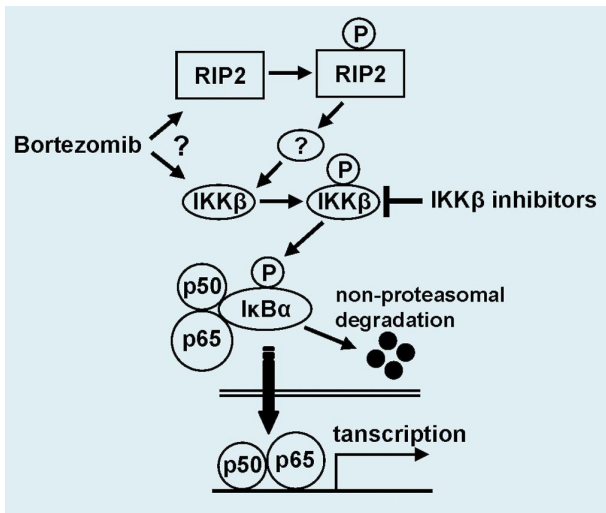 P
RIP2
RIP2
Bortezomib
?
?
P
IKKβ
IKKβ
IKKβ inhibitors
P
p50
IκBα
p65
non-proteasomal
degradation
tanscription
p50
p65